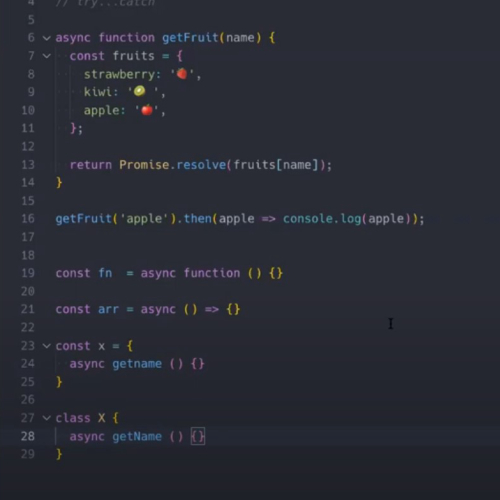 4 // try...catch
5
6 async function getFruit(name) {
7 const fruits = {
8 strawberry: '🍓',
9 kiwi: '🥝 ',
10 apple: '🍎',
11 };
12
13 return Promise.resolve(fruits[name]);
14 }
15
16 getFruit('apple').then(apple => console.log(apple));
17
18
19 const fn  = async function () {}
20
21 const arr = async () => {}
22
23 const x = {
24 async getname () {}
25 }
26
27 class X {
28 async getName () {}
29 }